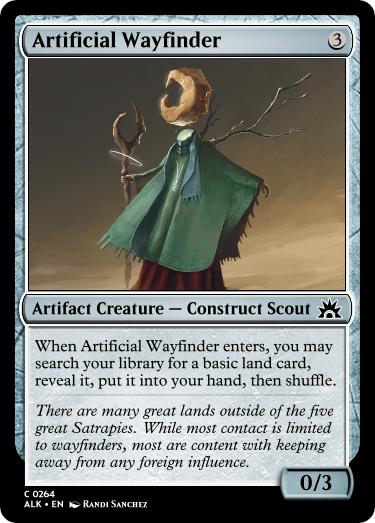 Artificial Wayfinder 3
Artifact Creature — Construct Scout
When Artificial Wayfinder enters, you may
search your library for a basic land card,
reveal it, put it into your hand, then shuffle.
There are many great lands outside of the five
great Satrapies. While most contact is limited
to wayfinders, most are content with keeping
away from any foreign influence.
0/3
C 0264
ALK • EN Randi Sanchez